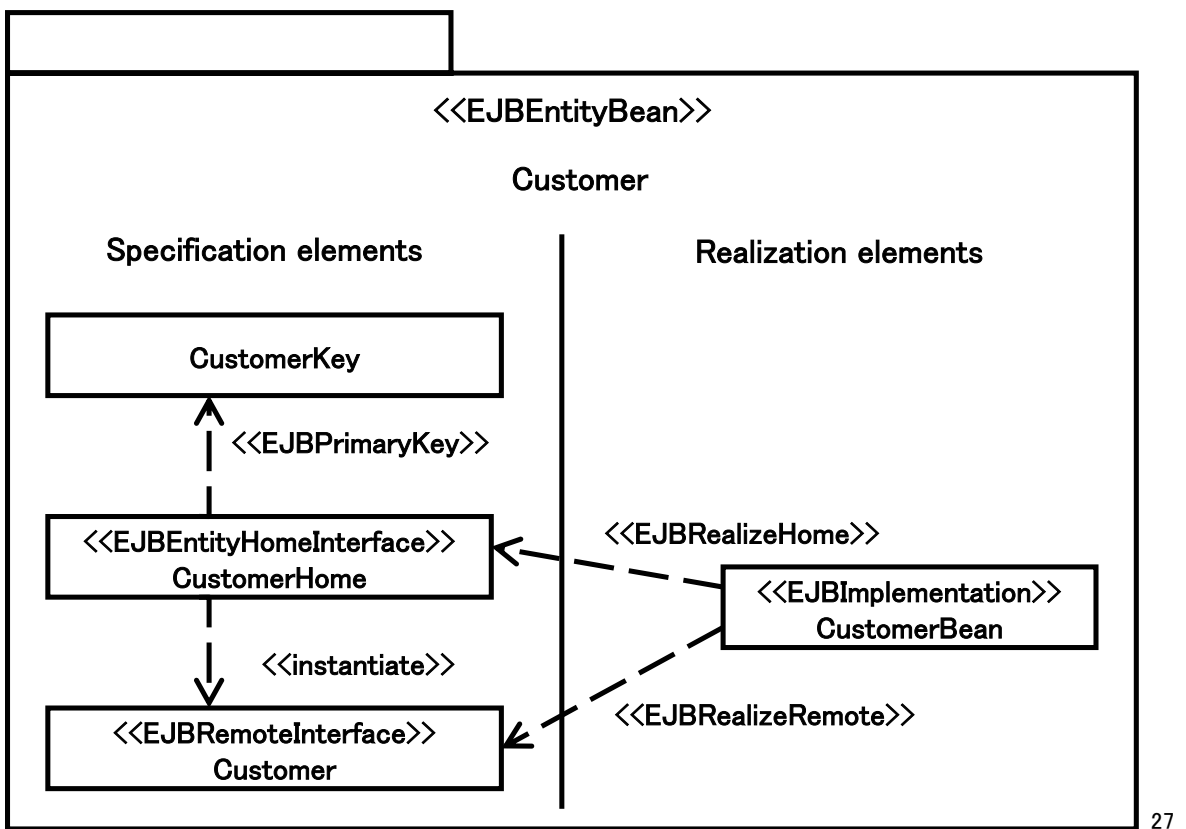 <<EJBEntityBean>>
Customer
Specification elements
Realization elements
CustomerKey
<<EJBPrimaryKey>>
<<EJBEntityHomeInterface>>
CustomerHome
<<EJBRealizeHome>>
<<EJBImplementation>>
CustomerBean
<<instantiate>>
<<EJBRealizeRemote>>
<<EJBRemoteInterface>>
Customer
27